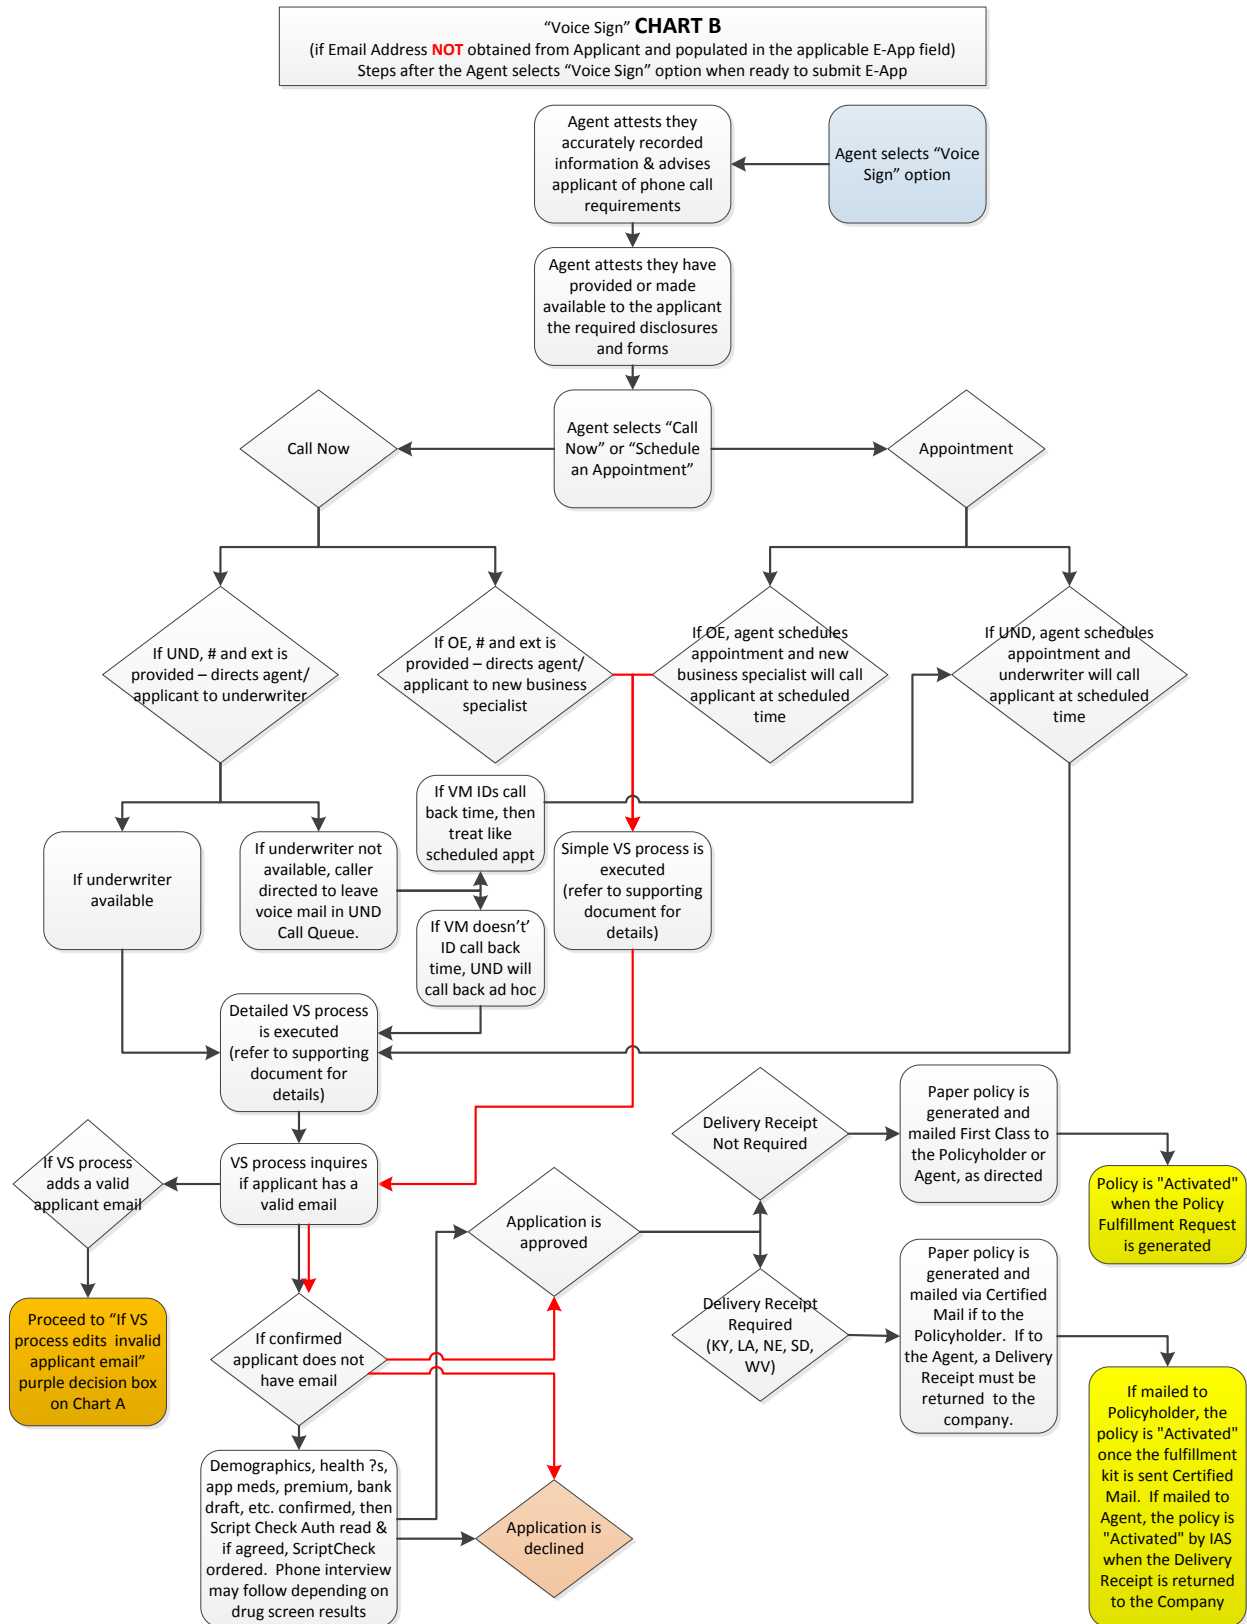 “Voice Sign” CHART B
(if Email Address NOT obtained from Applicant and populated in the applicable E-App field)
Steps after the Agent selects “Voice Sign” option when ready to submit E-App
Agent attests they
accurately recorded
information & advises
applicant of phone call
requirements
Agent selects “Voice
Sign” option
Agent attests they have
provided or made
available to the applicant
the required disclosures
and forms
Call Now
Agent selects “Call
Now” or “Schedule
an Appointment”
Appointment
If UND, # and ext is
provided – directs agent/
applicant to underwriter
If OE, # and ext is
provided – directs agent/
applicant to new business
specialist
If OE, agent schedules
appointment and new
business specialist will call
applicant at scheduled
time
If UND, agent schedules
appointment and
underwriter will call
applicant at scheduled
time
If underwriter
available
If underwriter not
available, caller
directed to leave
voice mail in UND
Call Queue.
If VM IDs call
back time, then
treat like
scheduled appt
If VM doesn’t’
ID call back
time, UND will
call back ad hoc
Simple VS process is
executed
(refer to supporting
document for
details)
Detailed VS process
is executed
(refer to supporting
document for
details)
If VS process
adds a valid
applicant email
VS process inquires
if applicant has a
valid email
Application is
approved
Delivery Receipt
Not Required
Paper policy is
generated and
mailed First Class to
the Policyholder or
Agent, as directed
Policy is "Activated"
when the Policy
Fulfillment Request
is generated
Proceed to “If VS
process edits invalid
applicant email”
purple decision box
on Chart A
If confirmed
applicant does not
have email
Delivery Receipt
Required
(KY, LA, NE, SD,
WV)
Paper policy is
generated and
mailed via Certified
Mail if to the
Policyholder. If to
the Agent, a Delivery
Receipt must be
returned to the
company.
If mailed to
Policyholder, the
policy is "Activated"
once the fulfillment
kit is sent Certified
Mail. If mailed to
Agent, the policy is
"Activated" by IAS
when the Delivery
Receipt is returned
to the Company
Demographics, health ?s,
app meds, premium, bank
draft, etc. confirmed, then
Script Check Auth read &
if agreed, ScriptCheck
ordered. Phone interview
may follow depending on
drug screen results
Application is
declined